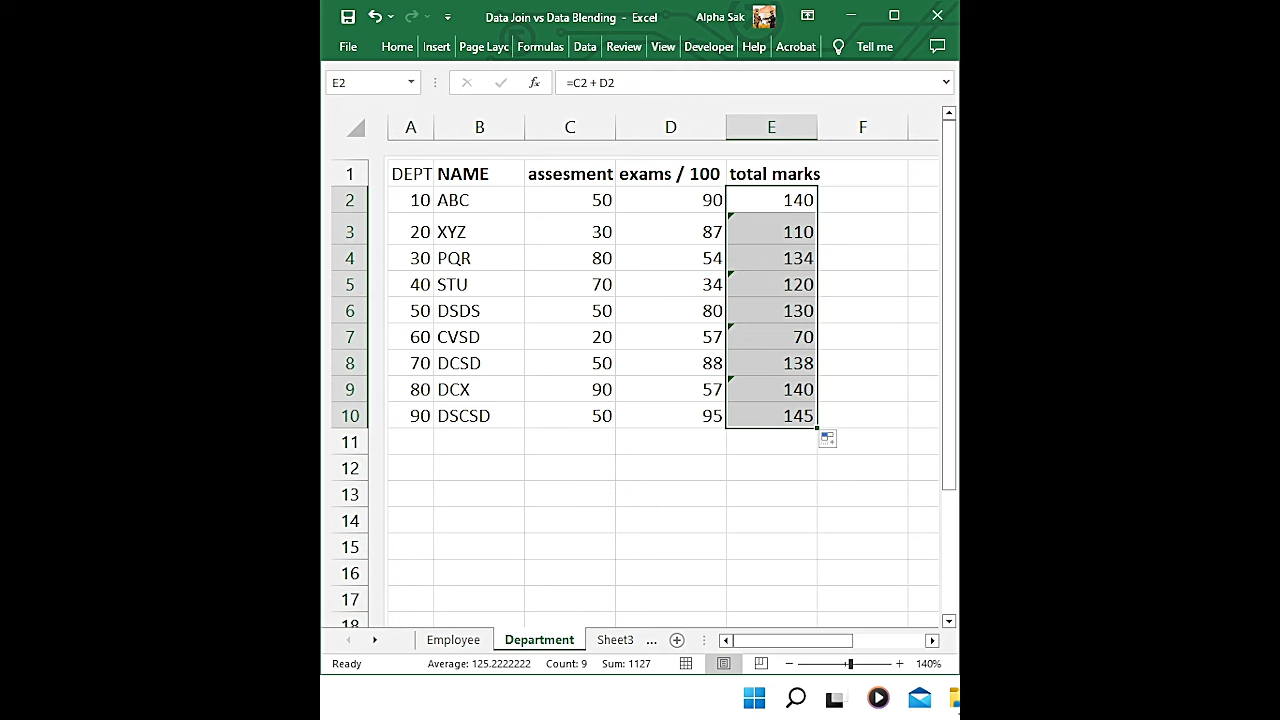 Data Join vs Data Blending - Excel Alpha Sak
File Home Insert Page Layc Formulas Data Review View Developer Help Acrobat Tell me
E2 fx =C2 + D2
A B C D E F
1 DEPT NAME assesment exams / 100 total marks
2 10 ABC 50 90 140
3 20 XYZ 30 87 110
4 30 PQR 80 54 134
5 40 STU 70 34 120
6 50 DSDS 50 80 130
7 60 CVSD 20 57 70
8 70 DCSD 50 88 138
9 80 DCX 90 57 140
10 90 DSCSD 50 95 145
11
12
13
14
15
16
17
18
Employee Department Sheet3 ...
Ready Average: 125.2222222 Count: 9 Sum: 1127 140%